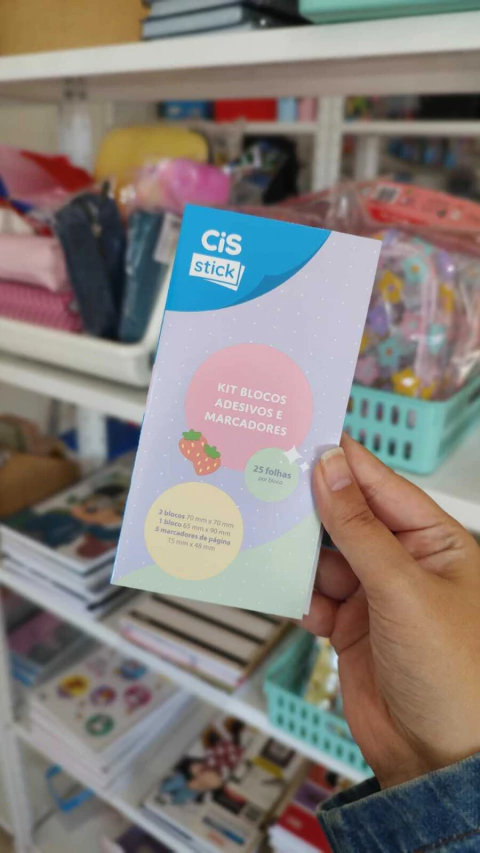 CiS
stick
KIT BLOCOS
ADESIVOS E
MARCADORES
25 folhas
por bloco
2 blocos 70 mm x 70 mm
1 bloco 65 mm x 90 mm
5 marcadores de página
15 mm x 48 mm